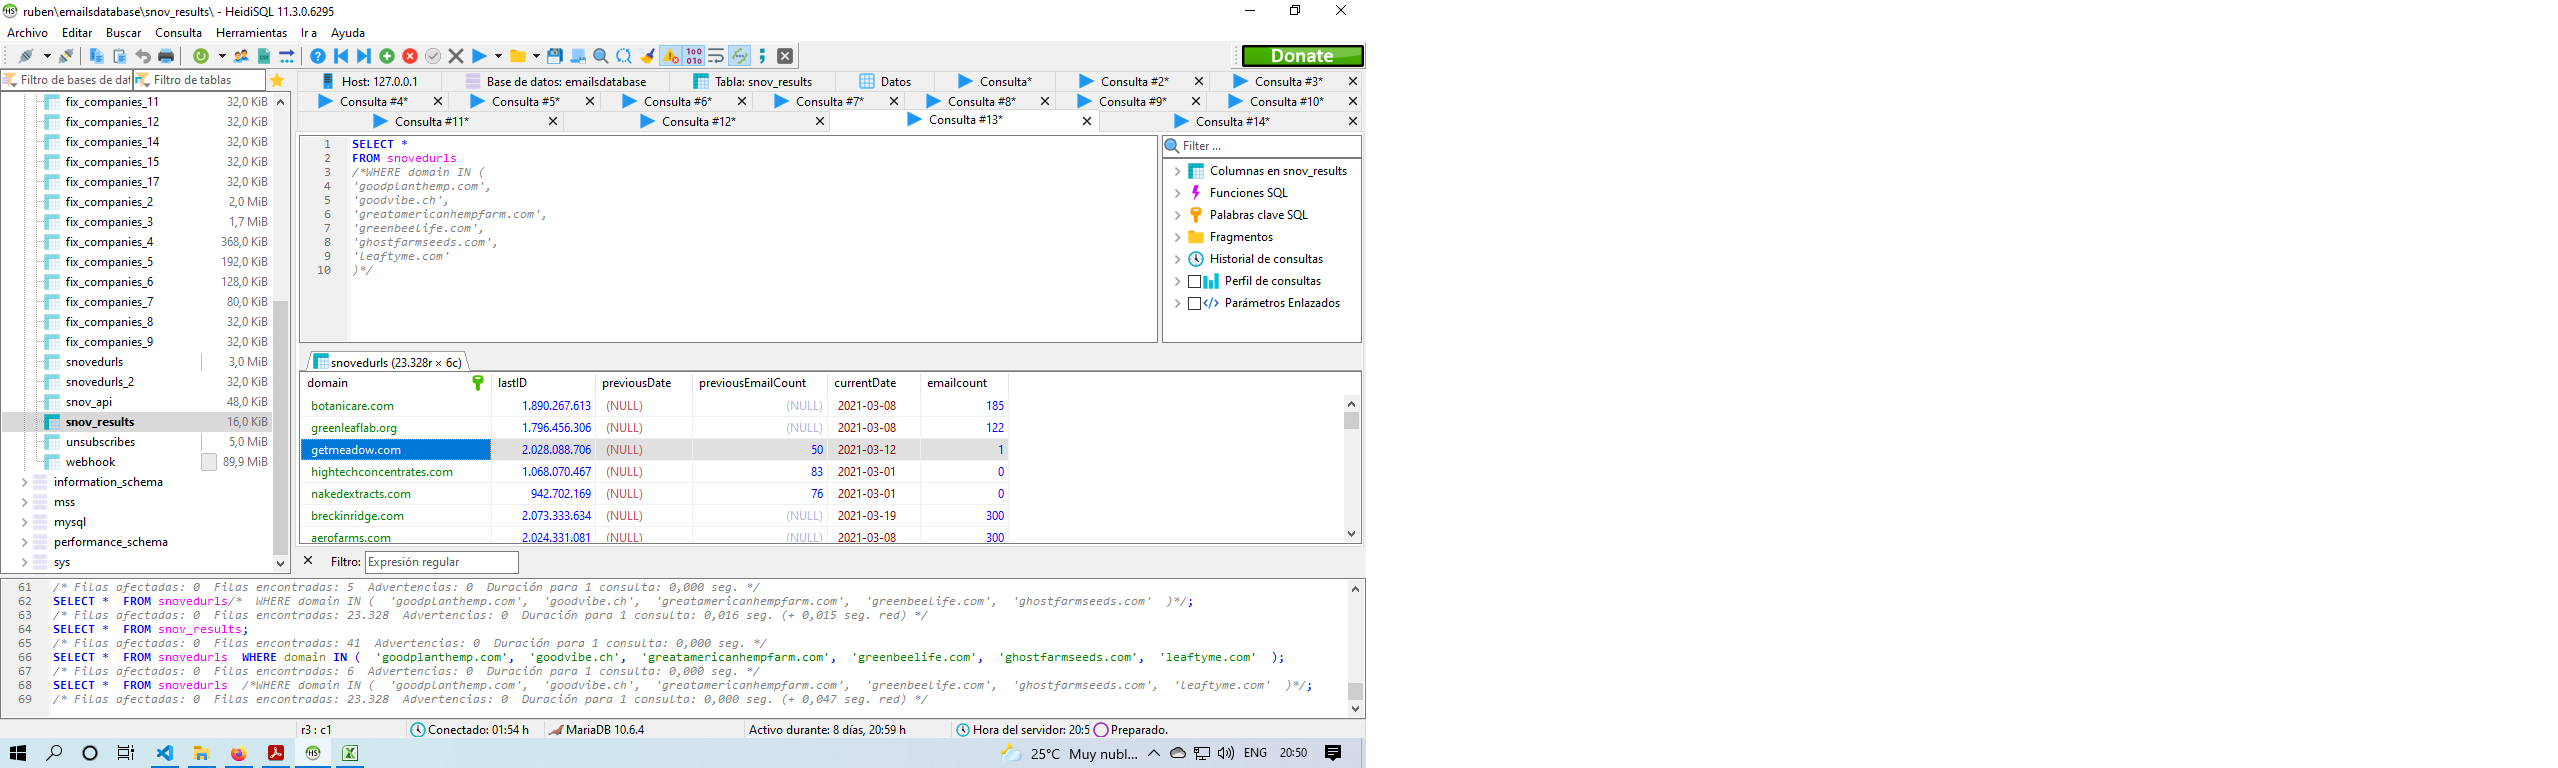 ruben\emailsdatabase\snov_results\ - HeidiSQL 11.3.0.6295
Archivo Editar Buscar Consulta Herramientas Ir a Ayuda
Donate
Filtro de bases de dat Filtro de tablas
Host: 127.0.0.1 Base de datos: emailsdatabase Tabla: snov_results Datos Consulta* Consulta #2* Consulta #3*
Consulta #4* Consulta #5* Consulta #6* Consulta #7* Consulta #8* Consulta #9* Consulta #10*
Consulta #11* Consulta #12* Consulta #13* Consulta #14*
fix_companies_11 32,0 KiB
fix_companies_12 32,0 KiB
fix_companies_14 32,0 KiB
fix_companies_15 32,0 KiB
fix_companies_17 32,0 KiB
fix_companies_2 2,0 MiB
fix_companies_3 1,7 MiB
fix_companies_4 368,0 KiB
fix_companies_5 192,0 KiB
fix_companies_6 128,0 KiB
fix_companies_7 80,0 KiB
fix_companies_8 32,0 KiB
fix_companies_9 32,0 KiB
snovedurls 3,0 MiB
snovedurls_2 32,0 KiB
snov_api 48,0 KiB
snov_results 16,0 KiB
unsubscribes 5,0 MiB
webhook 89,9 MiB
information_schema
mss
mysql
performance_schema
sys
1 SELECT *
2 FROM snovedurls
3 /*WHERE domain IN (
4 'goodplanthemp.com',
5 'goodvibe.ch',
6 'greatamericanhempfarm.com',
7 'greenbeelife.com',
8 'ghostfarmseeds.com',
9 'leaftyme.com'
10 )*/
Filter ...
Columnas en snov_results
Funciones SQL
Palabras clave SQL
Fragmentos
Historial de consultas
Perfil de consultas
Parámetros Enlazados
snovedurls (23.328r × 6c)
domain lastID previousDate previousEmailCount currentDate emailcount
botanicare.com 1.890.267.613 (NULL) (NULL) 2021-03-08 185
greenleaflab.org 1.796.456.306 (NULL) (NULL) 2021-03-08 122
getmeadow.com 2.028.088.706 (NULL) 50 2021-03-12 1
hightechconcentrates.com 1.068.070.467 (NULL) 83 2021-03-01 0
nakedextracts.com 942.702.169 (NULL) 76 2021-03-01 0
breckinridge.com 2.073.333.634 (NULL) (NULL) 2021-03-19 300
aerofarms.com 2.024.331.081 (NULL) (NULL) 2021-03-08 300
Filtro: Expresión regular
61 /* Filas afectadas: 0 Filas encontradas: 5 Advertencias: 0 Duración para 1 consulta: 0,000 seg. */
62 SELECT * FROM snovedurls/* WHERE domain IN ( 'goodplanthemp.com', 'goodvibe.ch', 'greatamericanhempfarm.com', 'greenbeelife.com', 'ghostfarmseeds.com' )*/;
63 /* Filas afectadas: 0 Filas encontradas: 23.328 Advertencias: 0 Duración para 1 consulta: 0,016 seg. (+ 0,015 seg. red) */
64 SELECT * FROM snov_results;
65 /* Filas afectadas: 0 Filas encontradas: 41 Advertencias: 0 Duración para 1 consulta: 0,000 seg. */
66 SELECT * FROM snovedurls WHERE domain IN ( 'goodplanthemp.com', 'goodvibe.ch', 'greatamericanhempfarm.com', 'greenbeelife.com', 'ghostfarmseeds.com', 'leaftyme.com' );
67 /* Filas afectadas: 0 Filas encontradas: 6 Advertencias: 0 Duración para 1 consulta: 0,000 seg. */
68 SELECT * FROM snovedurls /*WHERE domain IN ( 'goodplanthemp.com', 'goodvibe.ch', 'greatamericanhempfarm.com', 'greenbeelife.com', 'ghostfarmseeds.com', 'leaftyme.com' )*/;
69 /* Filas afectadas: 0 Filas encontradas: 23.328 Advertencias: 0 Duración para 1 consulta: 0,000 seg. (+ 0,047 seg. red) */
r3 : c1 Conectado: 01:54 h MariaDB 10.6.4 Activo durante: 8 días, 20:59 h Hora del servidor: 20:5 Preparado.
25°C Muy nubl... ENG 20:50